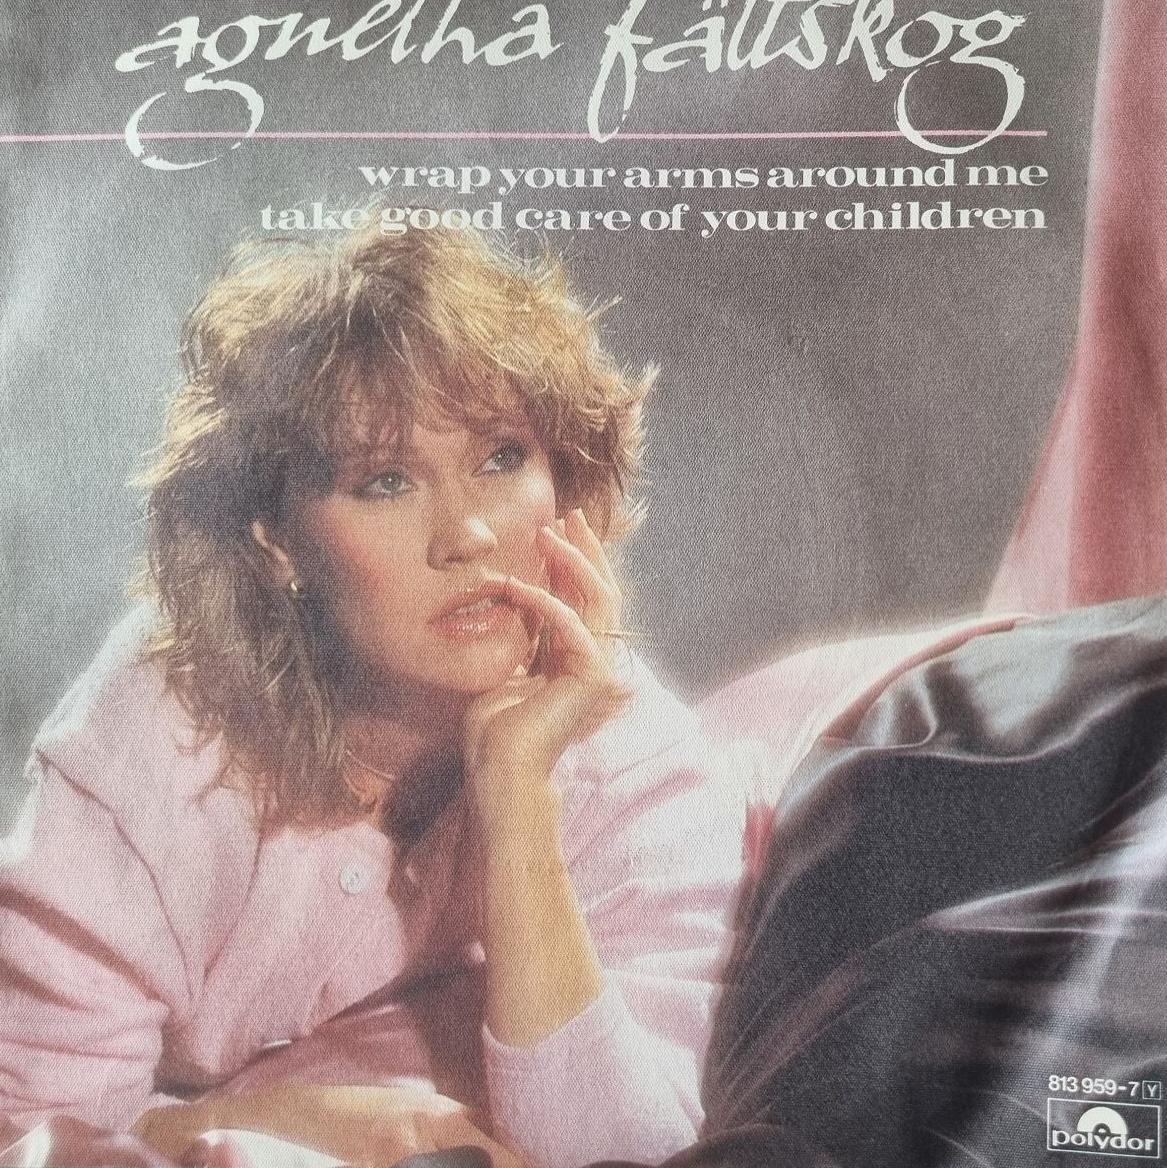 agnetha fältskog
wrap your arms around me
take good care of your children
813 959-7 Y
polydor